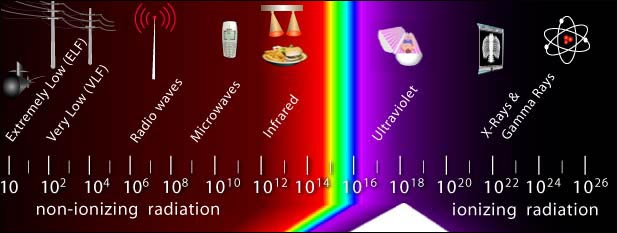 Extremely Low (ELF)
Very Low (VLF)
Radio waves
Microwaves
Infrared
Ultraviolet
X-Rays &
Gamma Rays
10 10² 10⁴ 10⁶ 10⁸ 10¹⁰ 10¹² 10¹⁴ 10¹⁶ 10¹⁸ 10²⁰ 10²² 10²⁴ 10²⁶
non-ionizing radiation
ionizing radiation